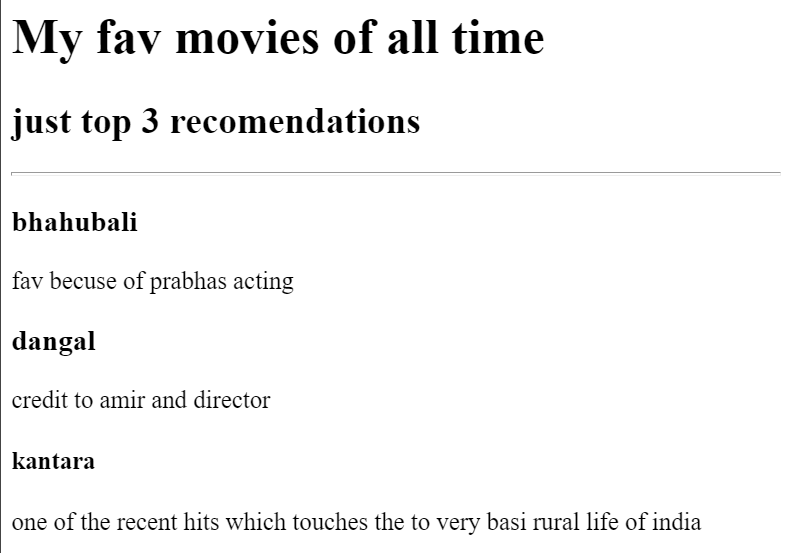 My fav movies of all time
just top 3 recomendations
bhahubali
fav becuse of prabhas acting
dangal
credit to amir and director
kantara
one of the recent hits which touches the to very basi rural life of india